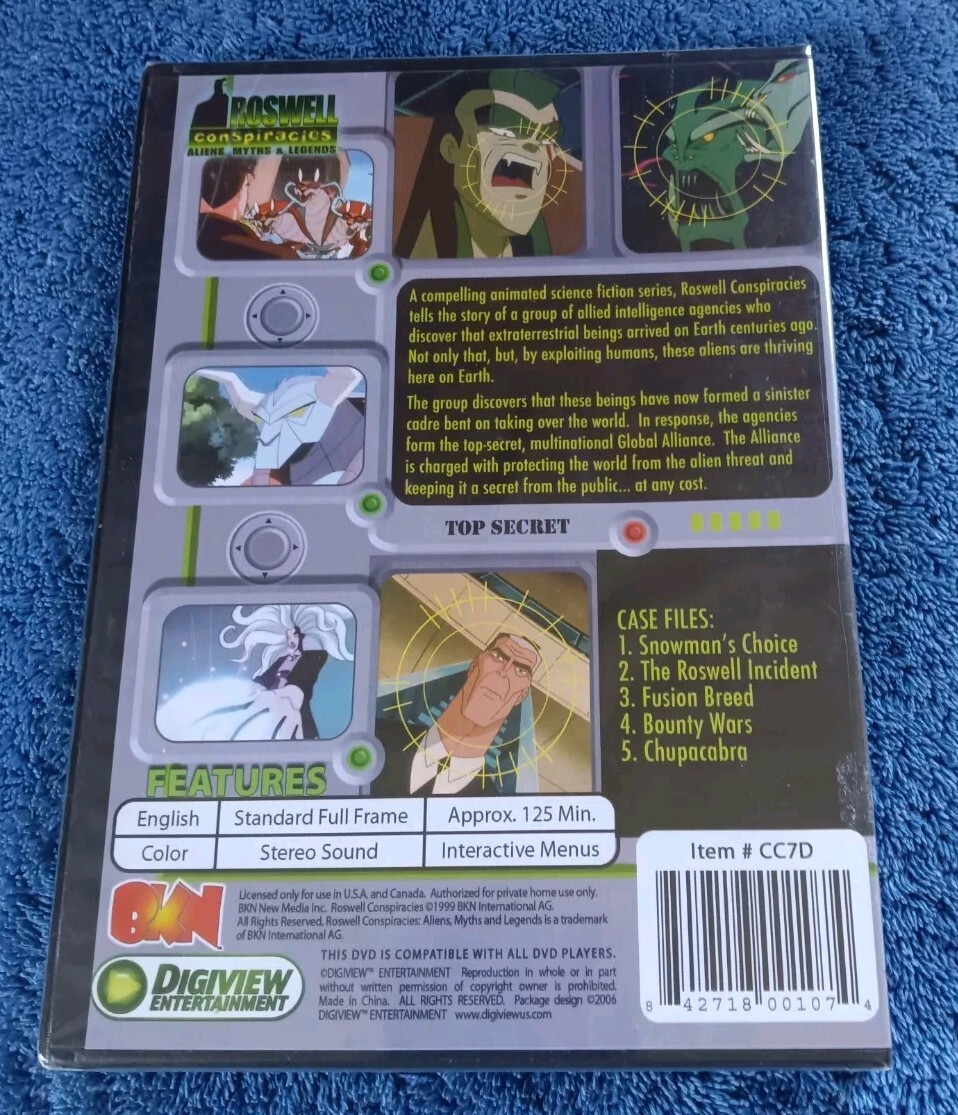 ROSWELL
conspiracies
ALIENS MYTHS & LEGENDS
A compelling animated science fiction series, Roswell Conspiracies
tells the story of a group of allied intelligence agencies who
discover that extraterrestrial beings arrived on Earth centuries ago.
Not only that, but, by exploiting humans, these aliens are thriving
here on Earth.
The group discovers that these beings have now formed a sinister
cadre bent on taking over the world. In response, the agencies
form the top-secret, multinational Global Alliance. The Alliance
is charged with protecting the world from the alien threat and
keeping it a secret from the public... at any cost.
TOP SECRET
CASE FILES:
1. Snowman's Choice
2. The Roswell Incident
3. Fusion Breed
4. Bounty Wars
5. Chupacabra
FEATURES
English Standard Full Frame Approx. 125 Min.
Color Stereo Sound Interactive Menus
Item # CC7D
8 42718 00107 4
BKN
Licensed only for use in U.S.A. and Canada. Authorized for private home use only.
BKN New Media Inc. Roswell Conspiracies ©1999 BKN International AG.
All Rights Reserved. Roswell Conspiracies: Aliens, Myths and Legends is a trademark
of BKN International AG.
DIGIVIEW
ENTERTAINMENT
THIS DVD IS COMPATIBLE WITH ALL DVD PLAYERS.
©DIGIVIEW™ ENTERTAINMENT Reproduction in whole or in part
without written permission of copyright owner is prohibited.
Made in China. ALL RIGHTS RESERVED. Package design ©2006
DIGIVIEW™ ENTERTAINMENT www.digiviewus.com